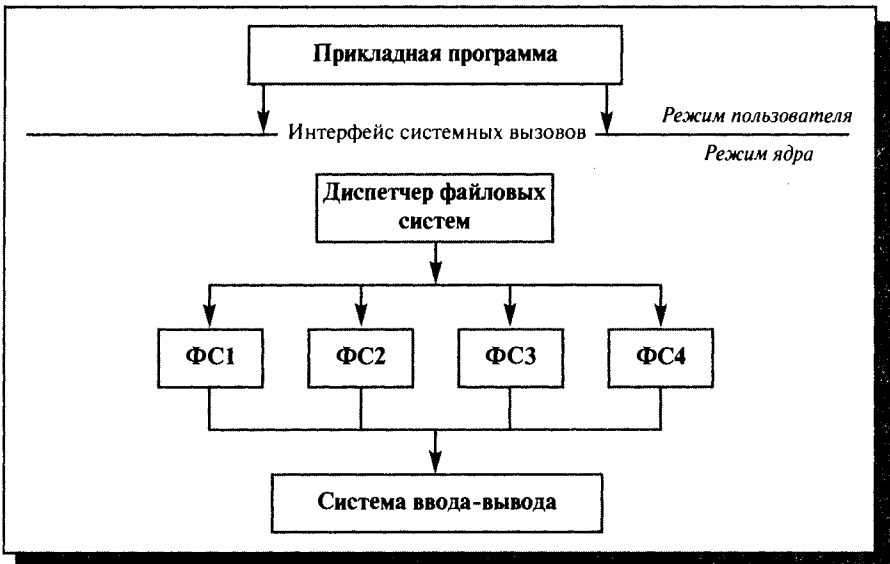 Прикладная программа
Режим пользователя
Интерфейс системных вызовов
Режим ядра
Диспетчер файловых
систем
ФС1 ФС2 ФС3 ФС4
Система ввода-вывода